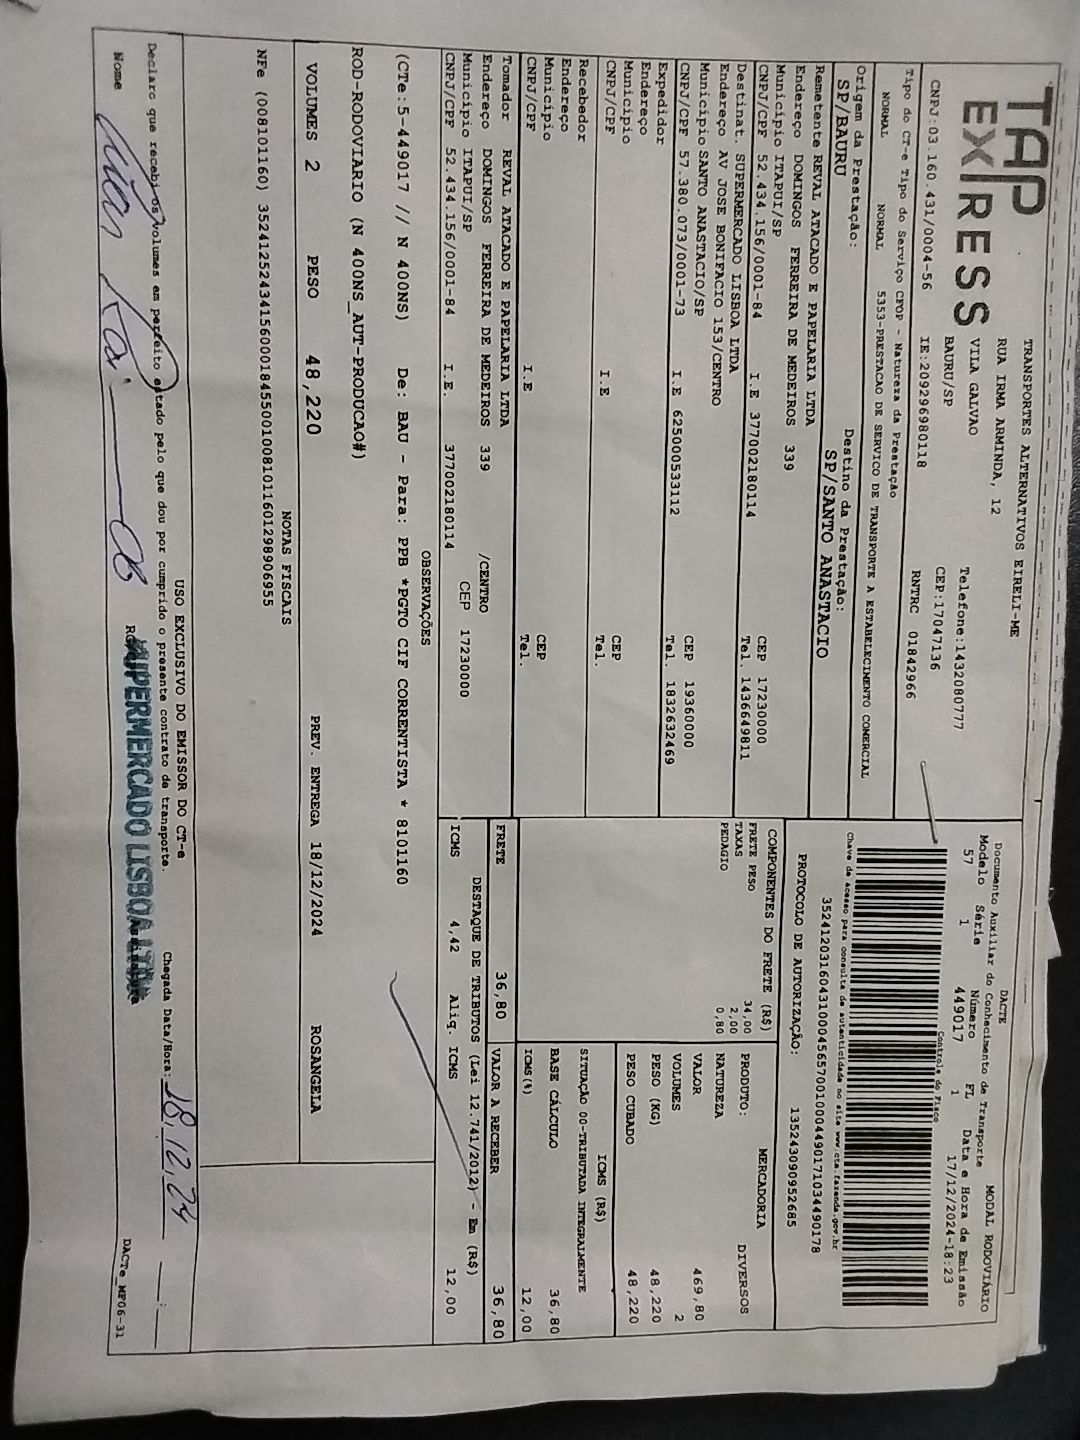 TAP
EXPRESS
TRANSPORTES ALTERNATIVOS EIRELI-ME
RUA IRMA ARMINDA, 12
VILA GALVAO
BAURU/SP
Telefone:1432080777
CEP:17047136
CNPJ:03.160.431/0004-56 IE:209296980118 RNTRC 01842966
DACTE MODAL RODOVIÁRIO
Documento Auxiliar do Conhecimento de Transporte
Modelo Série Número FL Data e Hora de Emissão
57 1 449017 1 17/12/2024-18:23
Controle do Fisco
Chave de acesso para consulta de autenticidade no site www.cte.fazenda.gov.br
35241203160431000456570010004490171034490178
PROTOCOLO DE AUTORIZAÇÃO: 135243090952685
Tipo do CT-e Tipo do Serviço CFOP - Natureza da Prestação
NORMAL NORMAL 5353-PRESTACAO DE SERVICO DE TRANSPORTE A ESTABELECIMENTO COMERCIAL
Origem da Prestação: Destino da Prestação:
SP/BAURU SP/SANTO ANASTACIO
Remetente REVAL ATACADO E PAPELARIA LTDA
Endereço DOMINGOS FERREIRA DE MEDEIROS 339
Município ITAPUI/SP CEP 17230000
CNPJ/CPF 52.434.156/0001-84 I.E 377002180114 Tel. 1436649811
Destinat. SUPERMERCADO LISBOA LTDA
Endereço AV JOSE BONIFACIO 153/CENTRO
Município SANTO ANASTACIO/SP CEP 19360000
CNPJ/CPF 57.380.073/0001-73 I.E 625000533112 Tel. 1832632469
Expedidor
Endereço
Município CEP
CNPJ/CPF I.E Tel.
Recebedor
Endereço
Município CEP
CNPJ/CPF I.E Tel.
Tomador REVAL ATACADO E PAPELARIA LTDA
Endereço DOMINGOS FERREIRA DE MEDEIROS 339 /CENTRO
Município ITAPUI/SP CEP 17230000
CNPJ/CPF 52.434.156/0001-84 I.E. 377002180114
COMPONENTES DO FRETE (R$)
FRETE PESO 34,00
TAXAS 2,00
PEDAGIO 0,80
MERCADORIA
PRODUTO: DIVERSOS
NATUREZA
VALOR 469,80
VOLUMES 2
PESO (KG) 48,220
PESO CUBADO 48,220
ICMS (R$)
SITUAÇÃO 00-TRIBUTADA INTEGRALMENTE
BASE CÁLCULO 36,80
ICMS(%) 12,00
FRETE 36,80 VALOR A RECEBER 36,80
DESTAQUE DE TRIBUTOS (Lei 12.741/2012) - Em (R$)
ICMS 4,42 Aliq. ICMS 12,00
OBSERVAÇÕES
(CTe:5-449017 // N 400NS) De: BAU - Para: PPB *PGTO CIF CORRENTISTA * 8101160
ROD-RODOVIARIO (N 400NS_AUT-PRODUCAO#)
VOLUMES 2 PESO 48,220 PREV. ENTREGA 18/12/2024 ROSANGELA
NOTAS FISCAIS
NFe (008101160) 35241252434156000184550010081011601298906955
USO EXCLUSIVO DO EMISSOR DO CT-e
Declaro que recebi os volumes em perfeito estado pelo que dou por cumprido o presente contrato de transporte. Chegada Data/Hora: 18,12,24 :
Nome RG
SUPERMERCADO LISBOA LTDA
DACTe_MF06-31